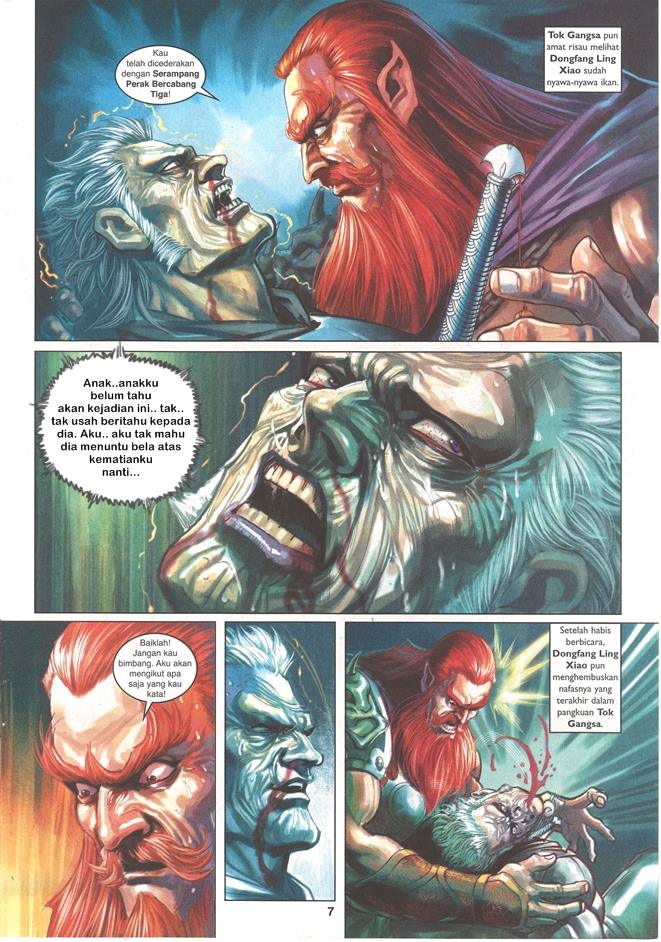 Kau
telah dicederakan
dengan Serampang
Perak Bercabang
Tiga!
Tok Gangsa pun
amat risau melihat
Dongfang Ling
Xiao sudah
nyawa-nyawa ikan.
Anak..anakku
belum tahu
akan kejadian ini.. tak..
tak usah beritahu kepada
dia. Aku.. aku tak mahu
dia menuntu bela atas
kematianku
nanti...
Baiklah!
Jangan kau
bimbang. Aku akan
mengikut apa
saja yang kau
kata!
Setelah habis
berbicara,
Dongfang Ling
Xiao pun
menghembuskan
nafasnya yang
terakhir dalam
pangkuan Tok
Gangsa.
7